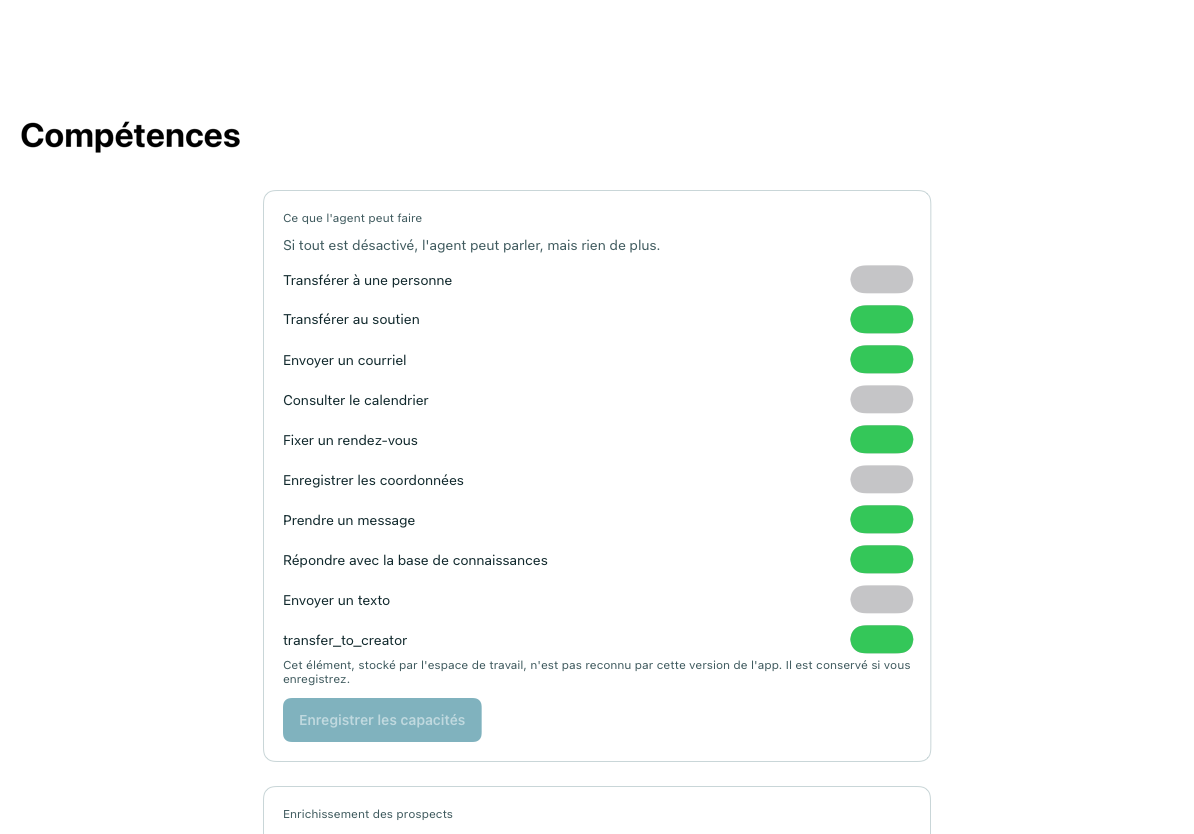 Compétences
Ce que l'agent peut faire
Si tout est désactivé, l'agent peut parler, mais rien de plus.
Transférer à une personne
Transférer au soutien
Envoyer un courriel
Consulter le calendrier
Fixer un rendez-vous
Enregistrer les coordonnées
Prendre un message
Répondre avec la base de connaissances
Envoyer un texto
transfer_to_creator
Cet élément, stocké par l'espace de travail, n'est pas reconnu par cette version de l'app. Il est conservé si vous
enregistrez.
Enregistrer les capacités
Enrichissement des prospects